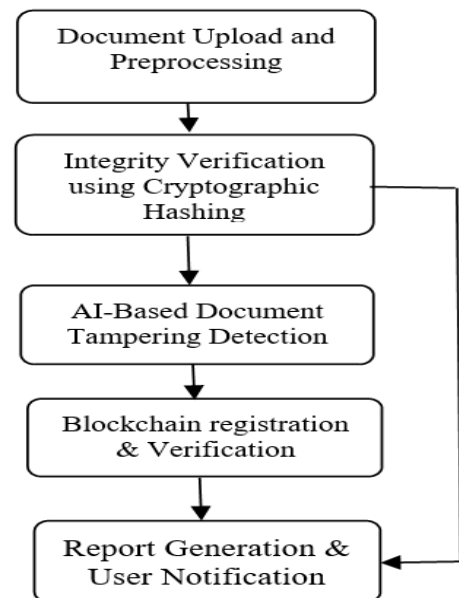 Document Upload and
Preprocessing
Integrity Verification
using Cryptographic
Hashing
AI-Based Document
Tampering Detection
Blockchain registration
& Verification
Report Generation &
User Notification